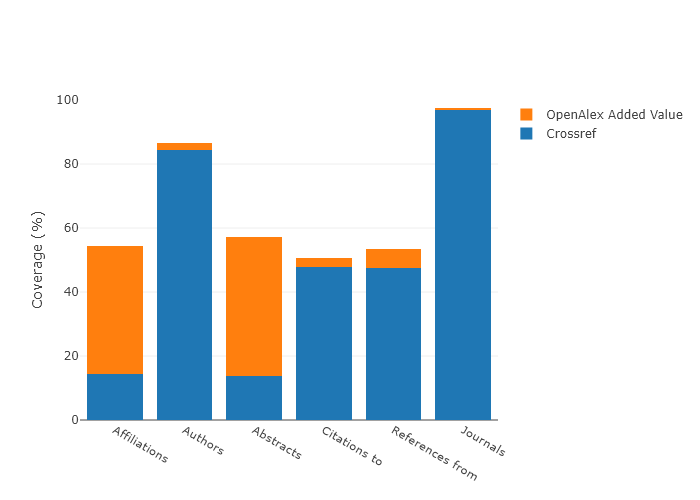 100
80
60
40
20
0
Coverage (%)
Affiliations
Authors
Abstracts
Citations to
References from
Journals
OpenAlex Added Value
Crossref